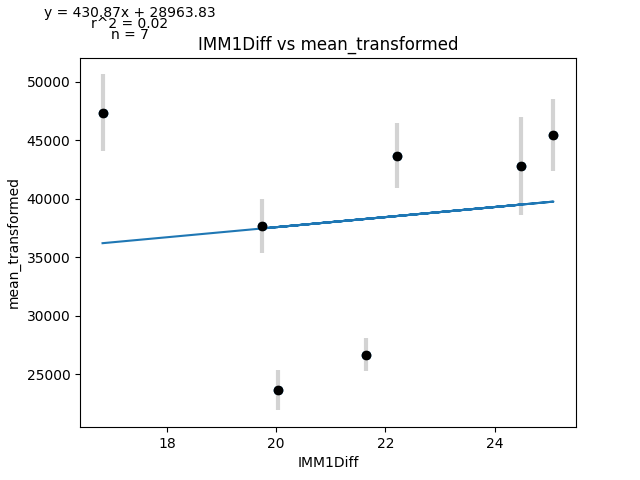 y = 430.87x + 28963.83
r^2 = 0.02
n = 7
IMM1Diff vs mean_transformed
50000
45000
40000
35000
30000
25000
mean_transformed
18
20
22
24
IMM1Diff